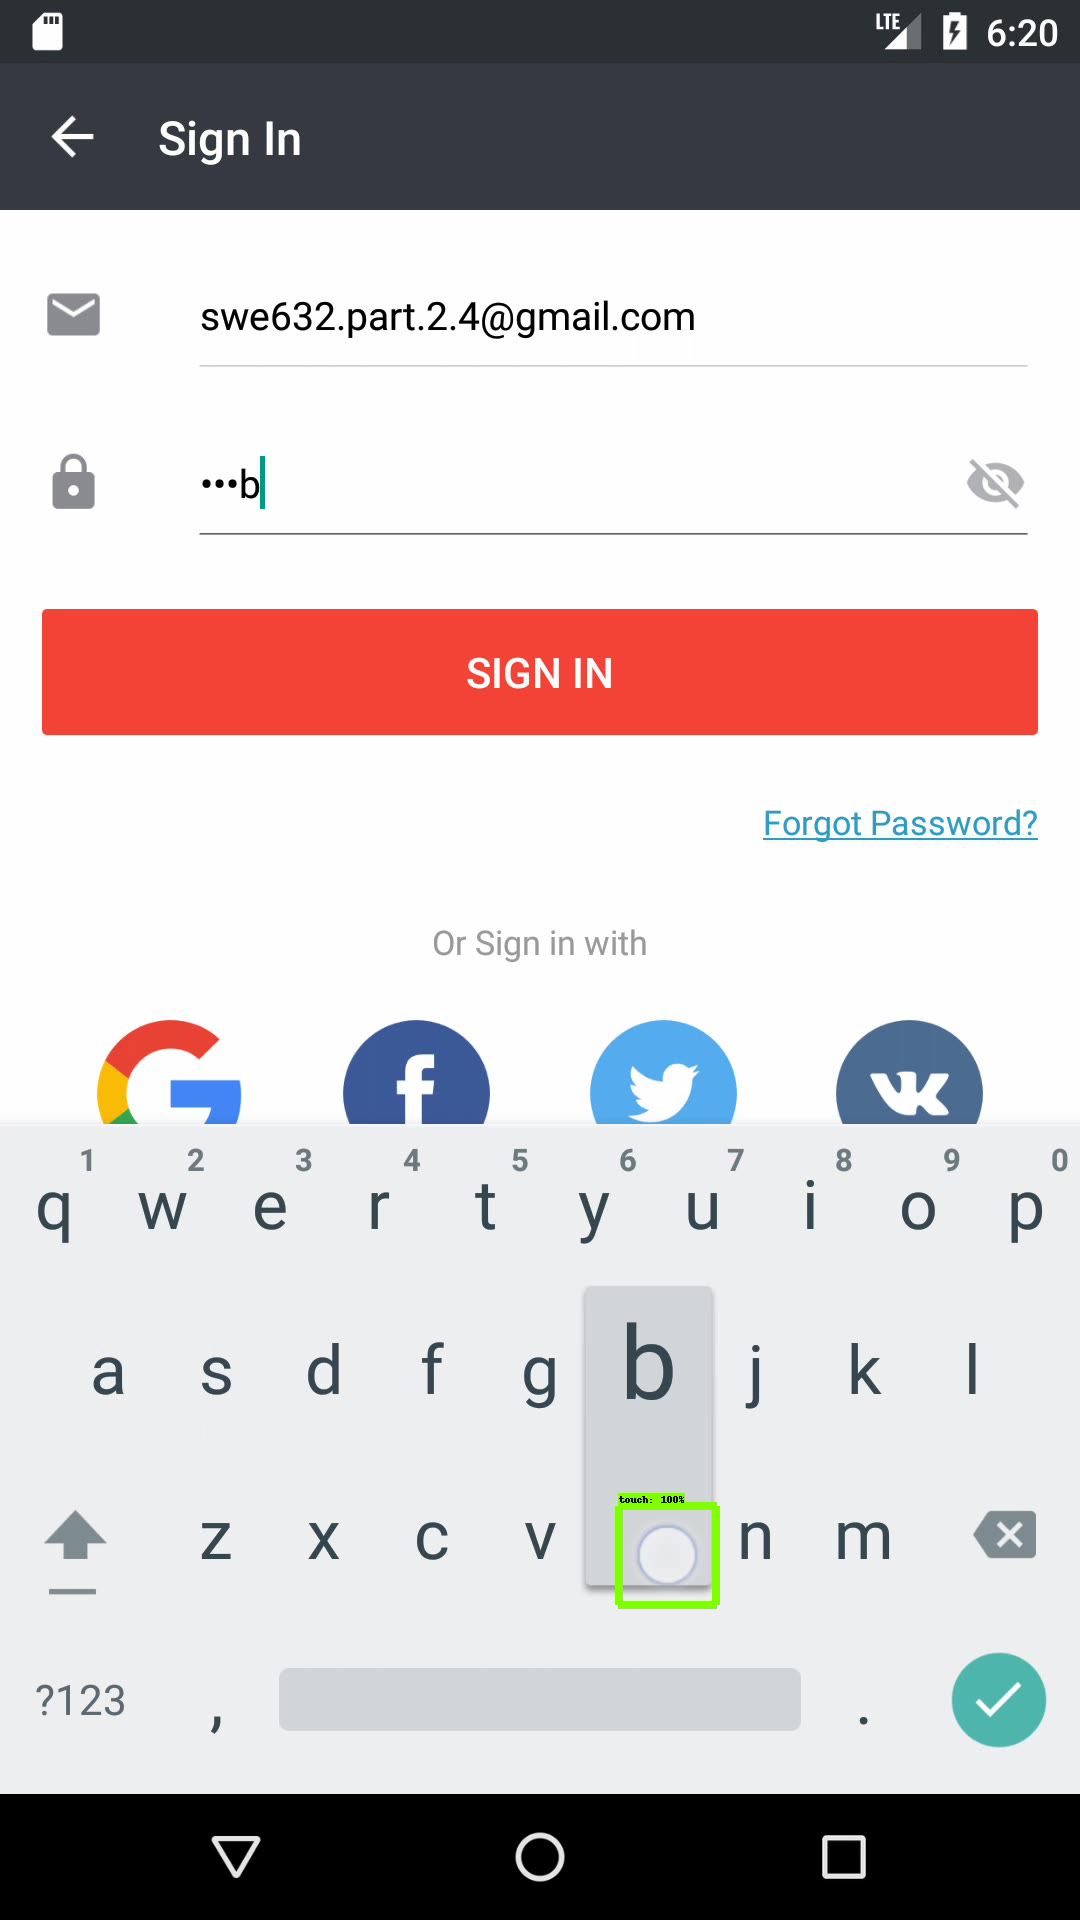 LTE 6:20
Sign In
swe632.part.2.4@gmail.com
•••b
SIGN IN
Forgot Password?
Or Sign in with
1 2 3 4 5 6 7 8 9 0
q w e r t y u i o p
a s d f g b j k l
touch: 100%
z x c v n m
?123 , .